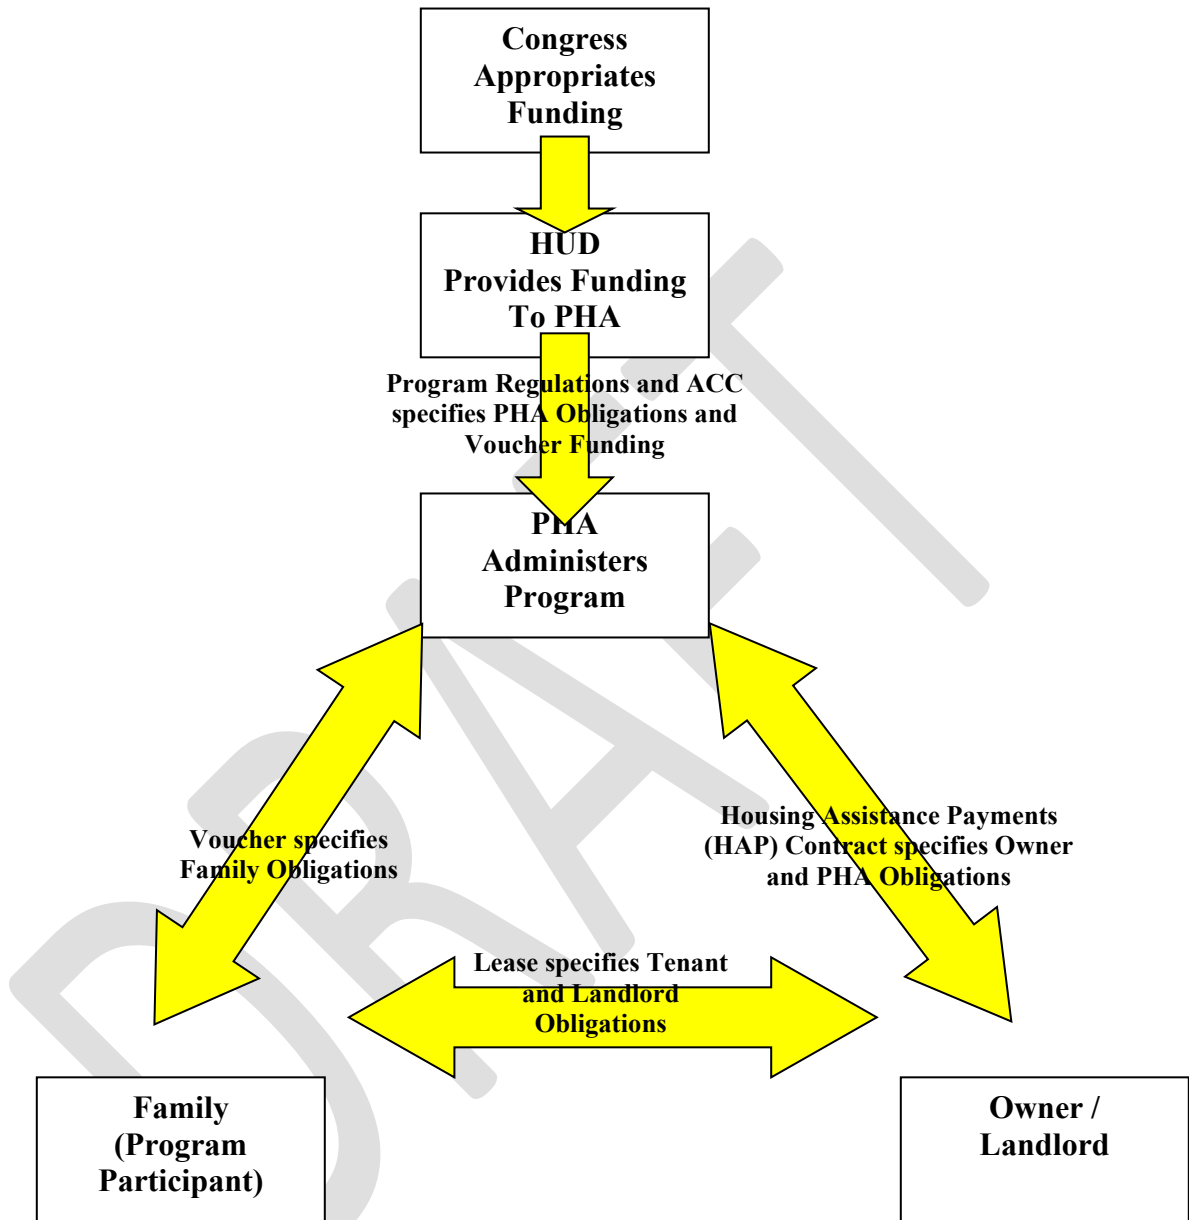 Congress
Appropriates
Funding
HUD
Provides Funding
To PHA
Program Regulations and ACC
specifies PHA Obligations and
Voucher Funding
PHA
Administers
Program
Voucher specifies
Family Obligations
Housing Assistance Payments
(HAP) Contract specifies Owner
and PHA Obligations
Lease specifies Tenant
and Landlord
Obligations
Family
(Program
Participant)
Owner /
Landlord
DRAFT